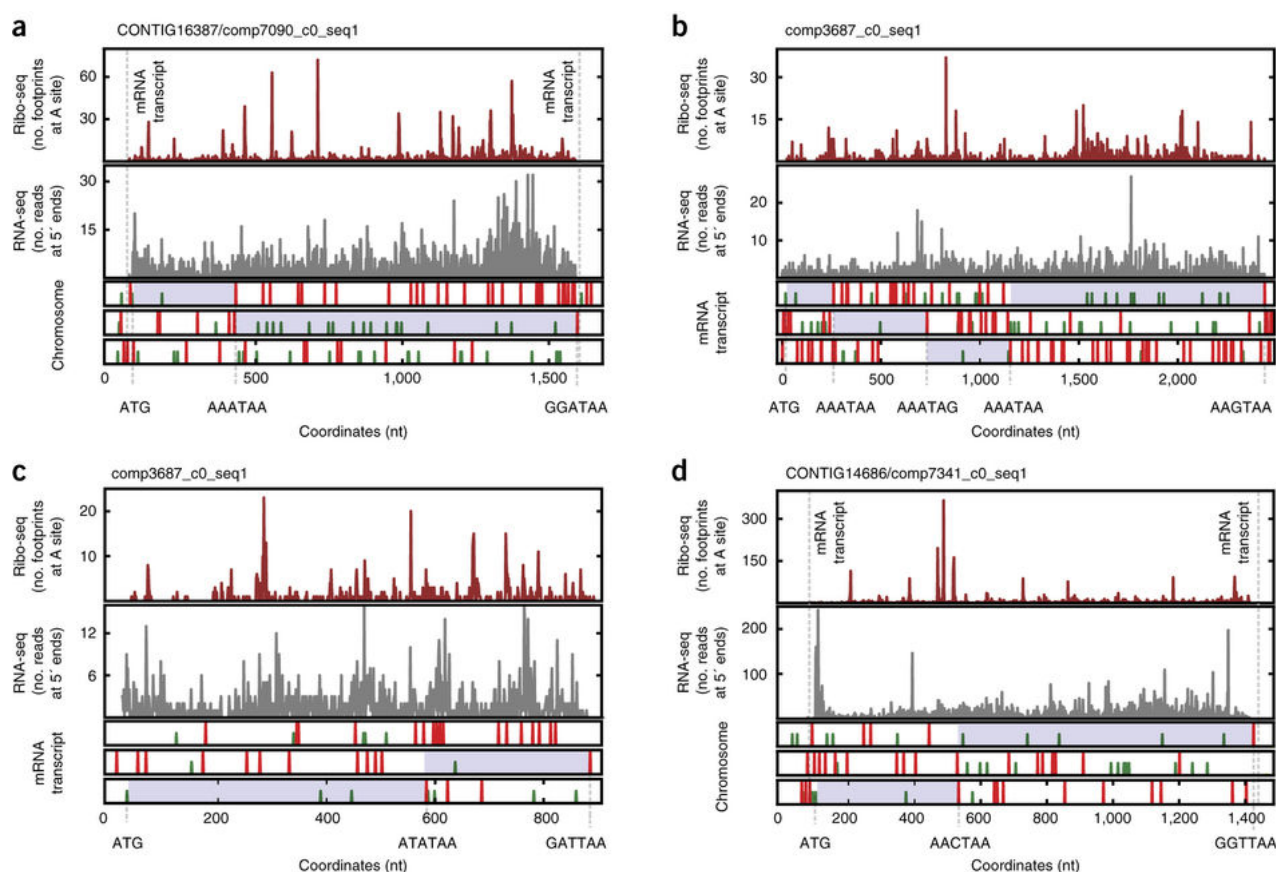 a
CONTIG16387/comp7090_c0_seq1
Ribo-seq
(no. footprints
at A site)
60
30
mRNA
transcript
mRNA
transcript
RNA-seq
(no. reads
at 5′ ends)
30
15
Chromosome
0 500 1,000 1,500
ATG AAATAA GGATAA
Coordinates (nt)
b
comp3687_c0_seq1
Ribo-seq
(no. footprints
at A site)
30
15
RNA-seq
(no. reads
at 5′ ends)
20
10
mRNA
transcript
0 500 1,000 1,500 2,000
ATG AAATAA AAATAG AAATAA AAGTAA
Coordinates (nt)
c
comp3687_c0_seq1
Ribo-seq
(no. footprints
at A site)
20
10
RNA-seq
(no. reads
at 5′ ends)
12
6
mRNA
transcript
200 400 600 800
ATG ATATAA GATTAA
Coordinates (nt)
d
CONTIG14686/comp7341_c0_seq1
Ribo-seq
(no. footprints
at A site)
300
150
mRNA
transcript
mRNA
transcript
RNA-seq
(no. reads
at 5′ ends)
200
100
Chromosome
0 200 400 600 800 1,000 1,200 1,400
ATG AACTAA GGTTAA
Coordinates (nt)